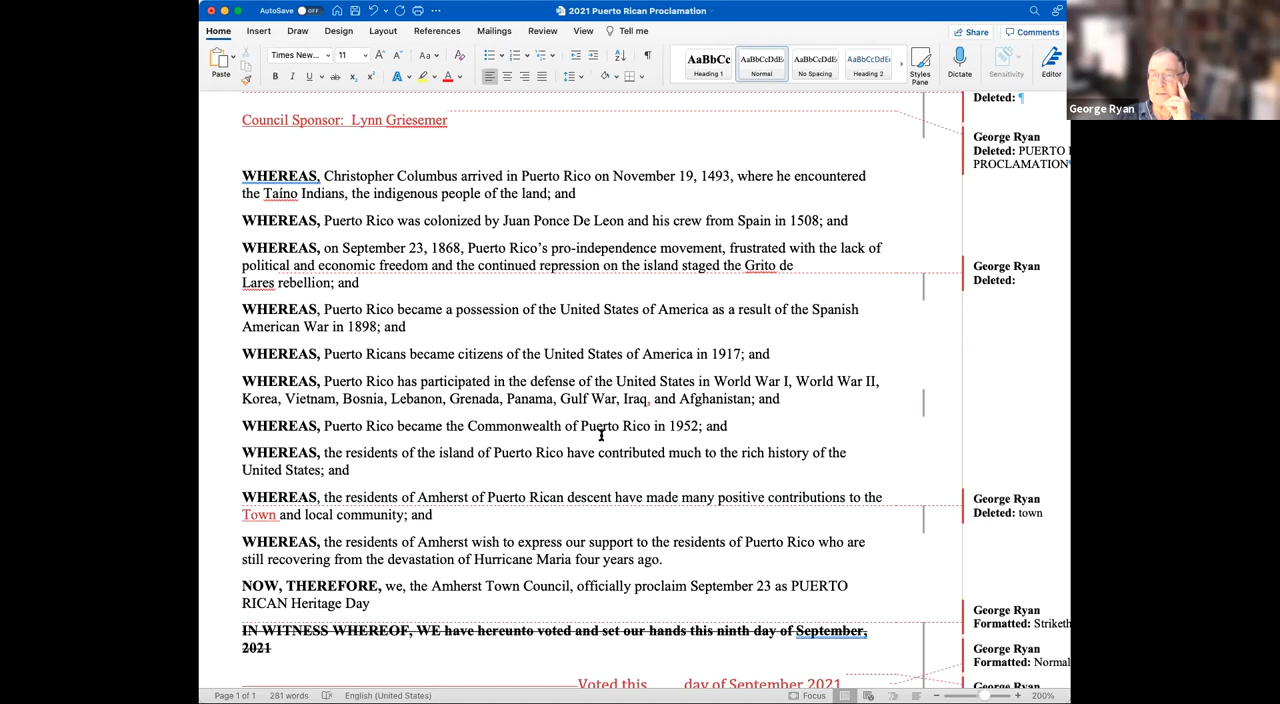 AutoSave OFF 2021 Puerto Rican Proclamation
Home Insert Draw Design Layout References Mailings Review View Tell me Share Comments
Paste Times New... 11 Aa AaBbCc AaBbCcDdE AaBbCcDdE AaBbCcDdE
B I U ab x x A A Heading 1 Normal No Spacing Heading 2 Styles Pane Dictate Sensitivity Editor
George Ryan
Deleted: ¶
Council Sponsor: Lynn Griesemer
George Ryan
Deleted: PUERTO
PROCLAMATION
WHEREAS, Christopher Columbus arrived in Puerto Rico on November 19, 1493, where he encountered
the Taíno Indians, the indigenous people of the land; and
WHEREAS, Puerto Rico was colonized by Juan Ponce De Leon and his crew from Spain in 1508; and
WHEREAS, on September 23, 1868, Puerto Rico’s pro-independence movement, frustrated with the lack of
political and economic freedom and the continued repression on the island staged the Grito de
Lares rebellion; and
George Ryan
Deleted:
WHEREAS, Puerto Rico became a possession of the United States of America as a result of the Spanish
American War in 1898; and
WHEREAS, Puerto Ricans became citizens of the United States of America in 1917; and
WHEREAS, Puerto Rico has participated in the defense of the United States in World War I, World War II,
Korea, Vietnam, Bosnia, Lebanon, Grenada, Panama, Gulf War, Iraq, and Afghanistan; and
WHEREAS, Puerto Rico became the Commonwealth of Puerto Rico in 1952; and
WHEREAS, the residents of the island of Puerto Rico have contributed much to the rich history of the
United States; and
WHEREAS, the residents of Amherst of Puerto Rican descent have made many positive contributions to the
Town and local community; and
George Ryan
Deleted: town
WHEREAS, the residents of Amherst wish to express our support to the residents of Puerto Rico who are
still recovering from the devastation of Hurricane Maria four years ago.
NOW, THEREFORE, we, the Amherst Town Council, officially proclaim September 23 as PUERTO
RICAN Heritage Day
George Ryan
Formatted: Striketh
IN WITNESS WHEREOF, WE have hereunto voted and set our hands this ninth day of September,
2021
George Ryan
Formatted: Normal
Voted this ____ day of September 2021
George Ryan
Page 1 of 1 281 words English (United States) Focus 200%